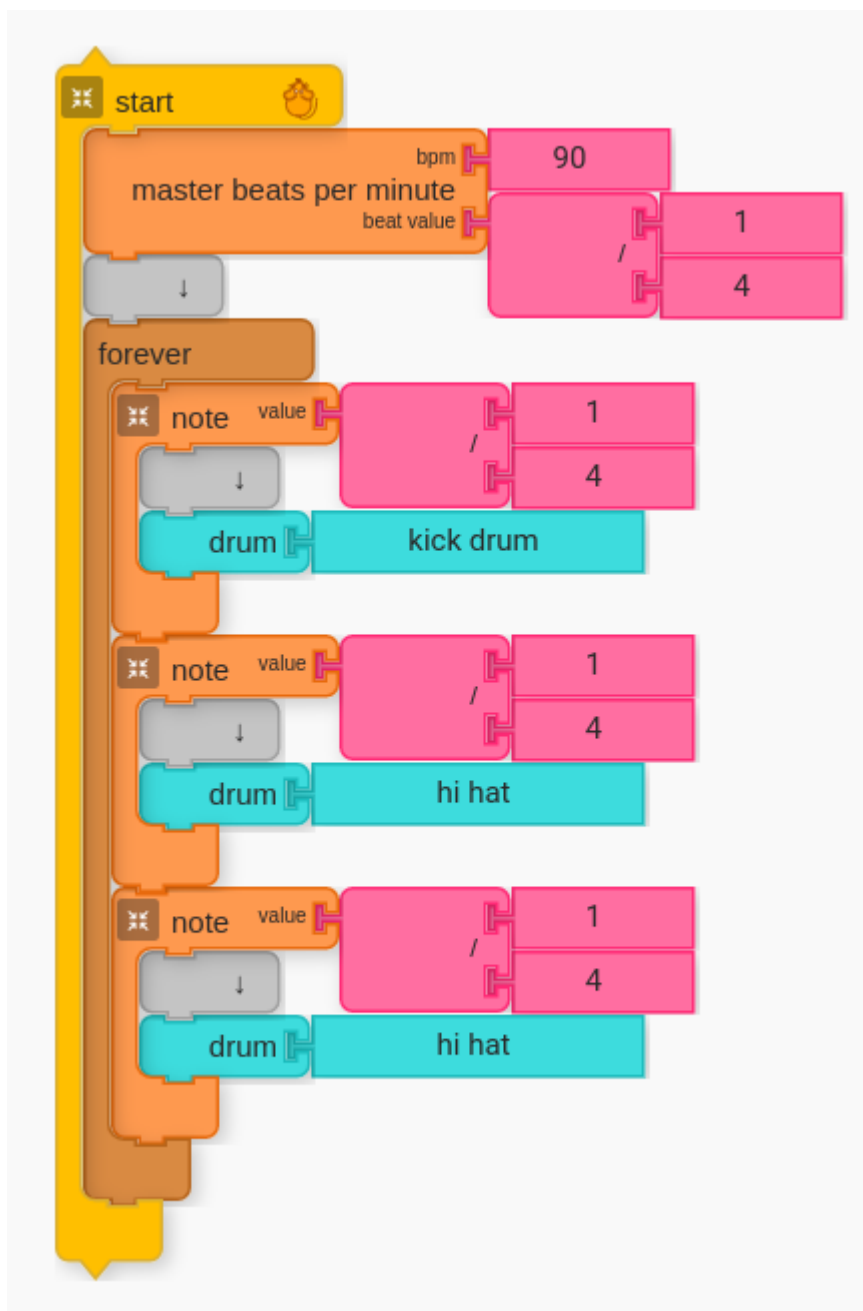 start
bpm 90
master beats per minute
beat value 1
/
4
↓
forever
note value 1
/
4
↓
drum kick drum
note value 1
/
4
↓
drum hi hat
note value 1
/
4
↓
drum hi hat